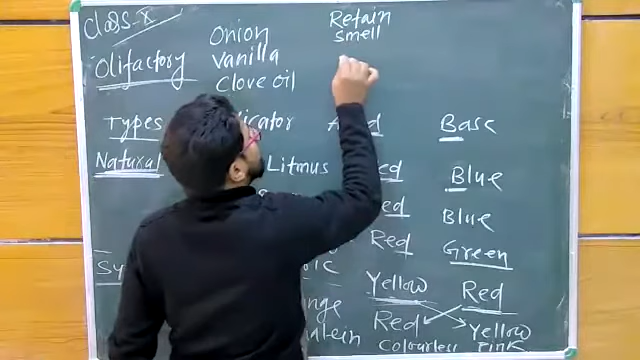 Class-X
Olifactory Onion Retain
smell
Vanilla
Clove oil
Types Base
Natural Litmus Blue
Blue
Red Green
Yellow Red
Red Yellow
Colourless Pink